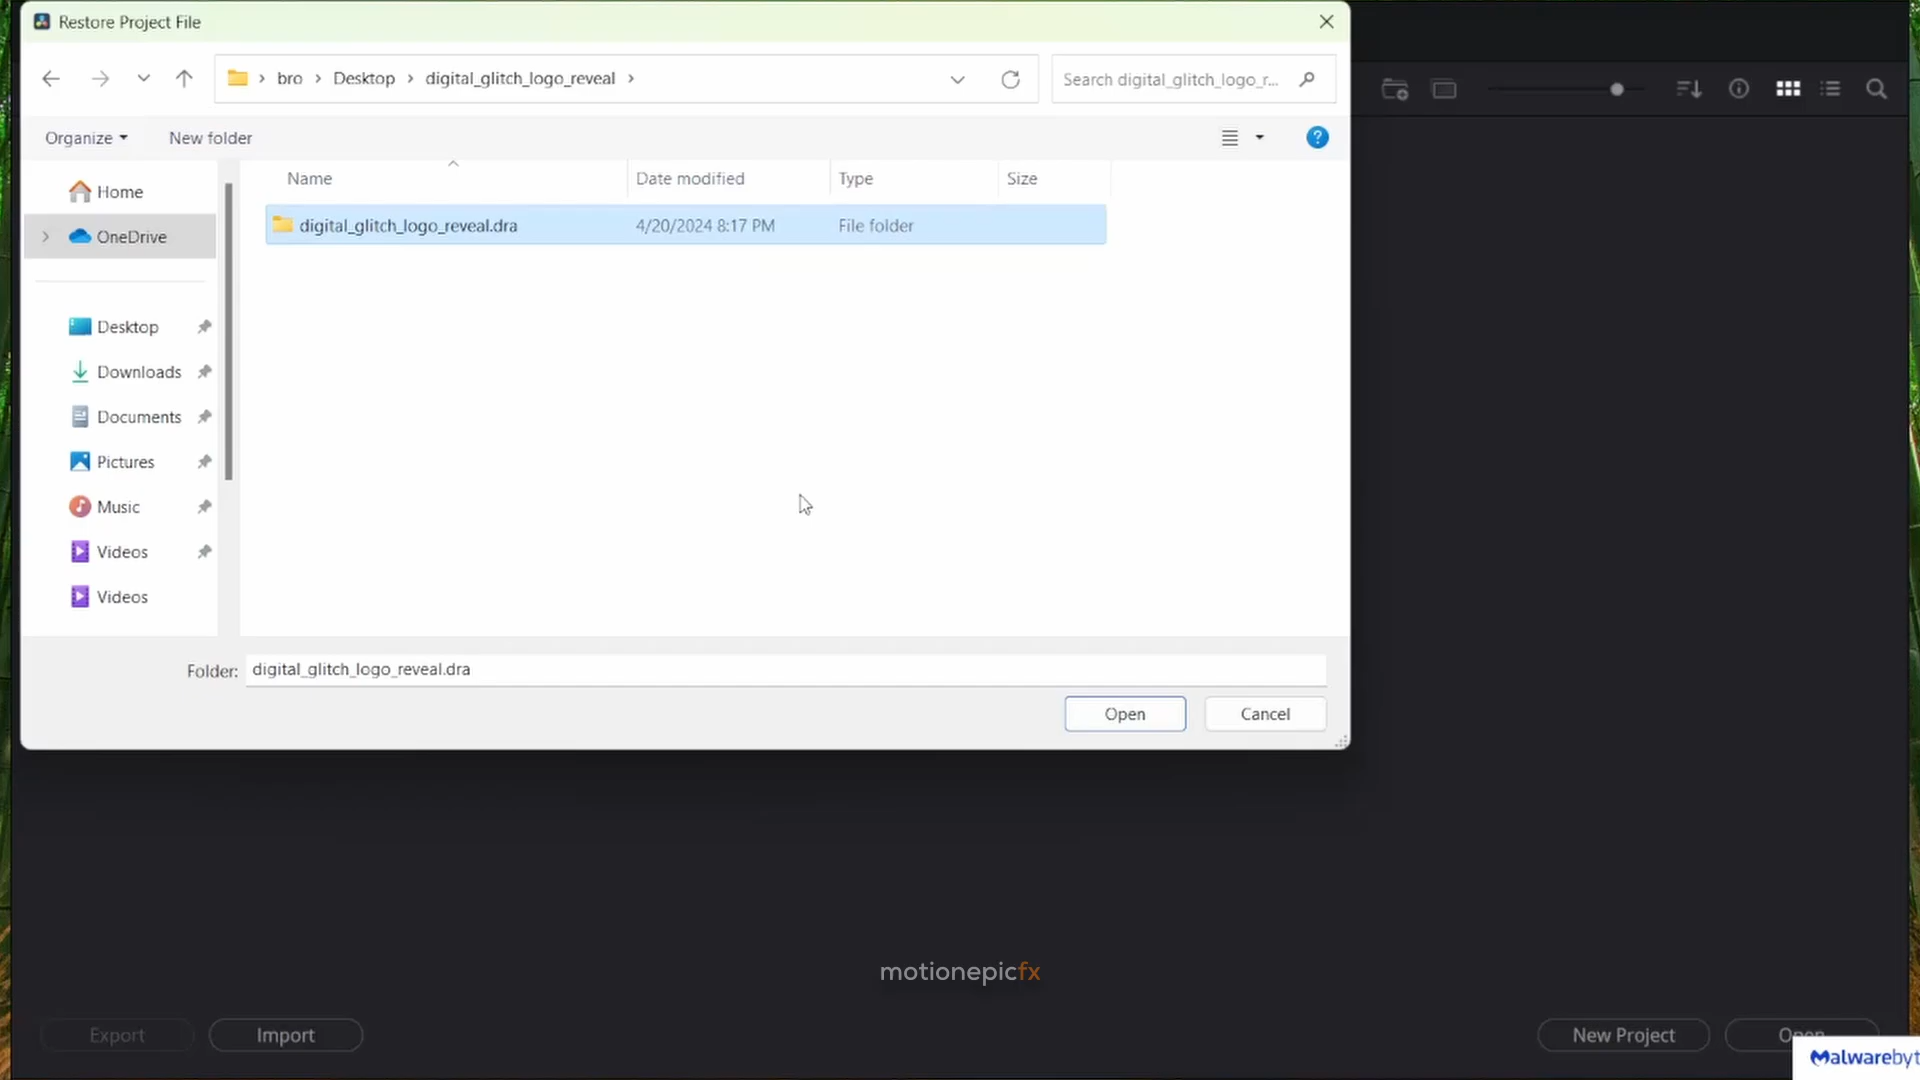 Restore Project File
bro
Desktop
digital_glitch_logo_reveal
Search digital_glitch_logo_r...
Organize
New folder
Name
Date modified
Type
Size
digital_glitch_logo_reveal.dra
4/20/2024 8:17 PM
File folder
Home
OneDrive
Desktop
Downloads
Documents
Pictures
Music
Videos
Videos
Folder:
digital_glitch_logo_reveal.dra
Open
Cancel
motionepicfx
Export
Import
New Project
Open
Malwarebyt